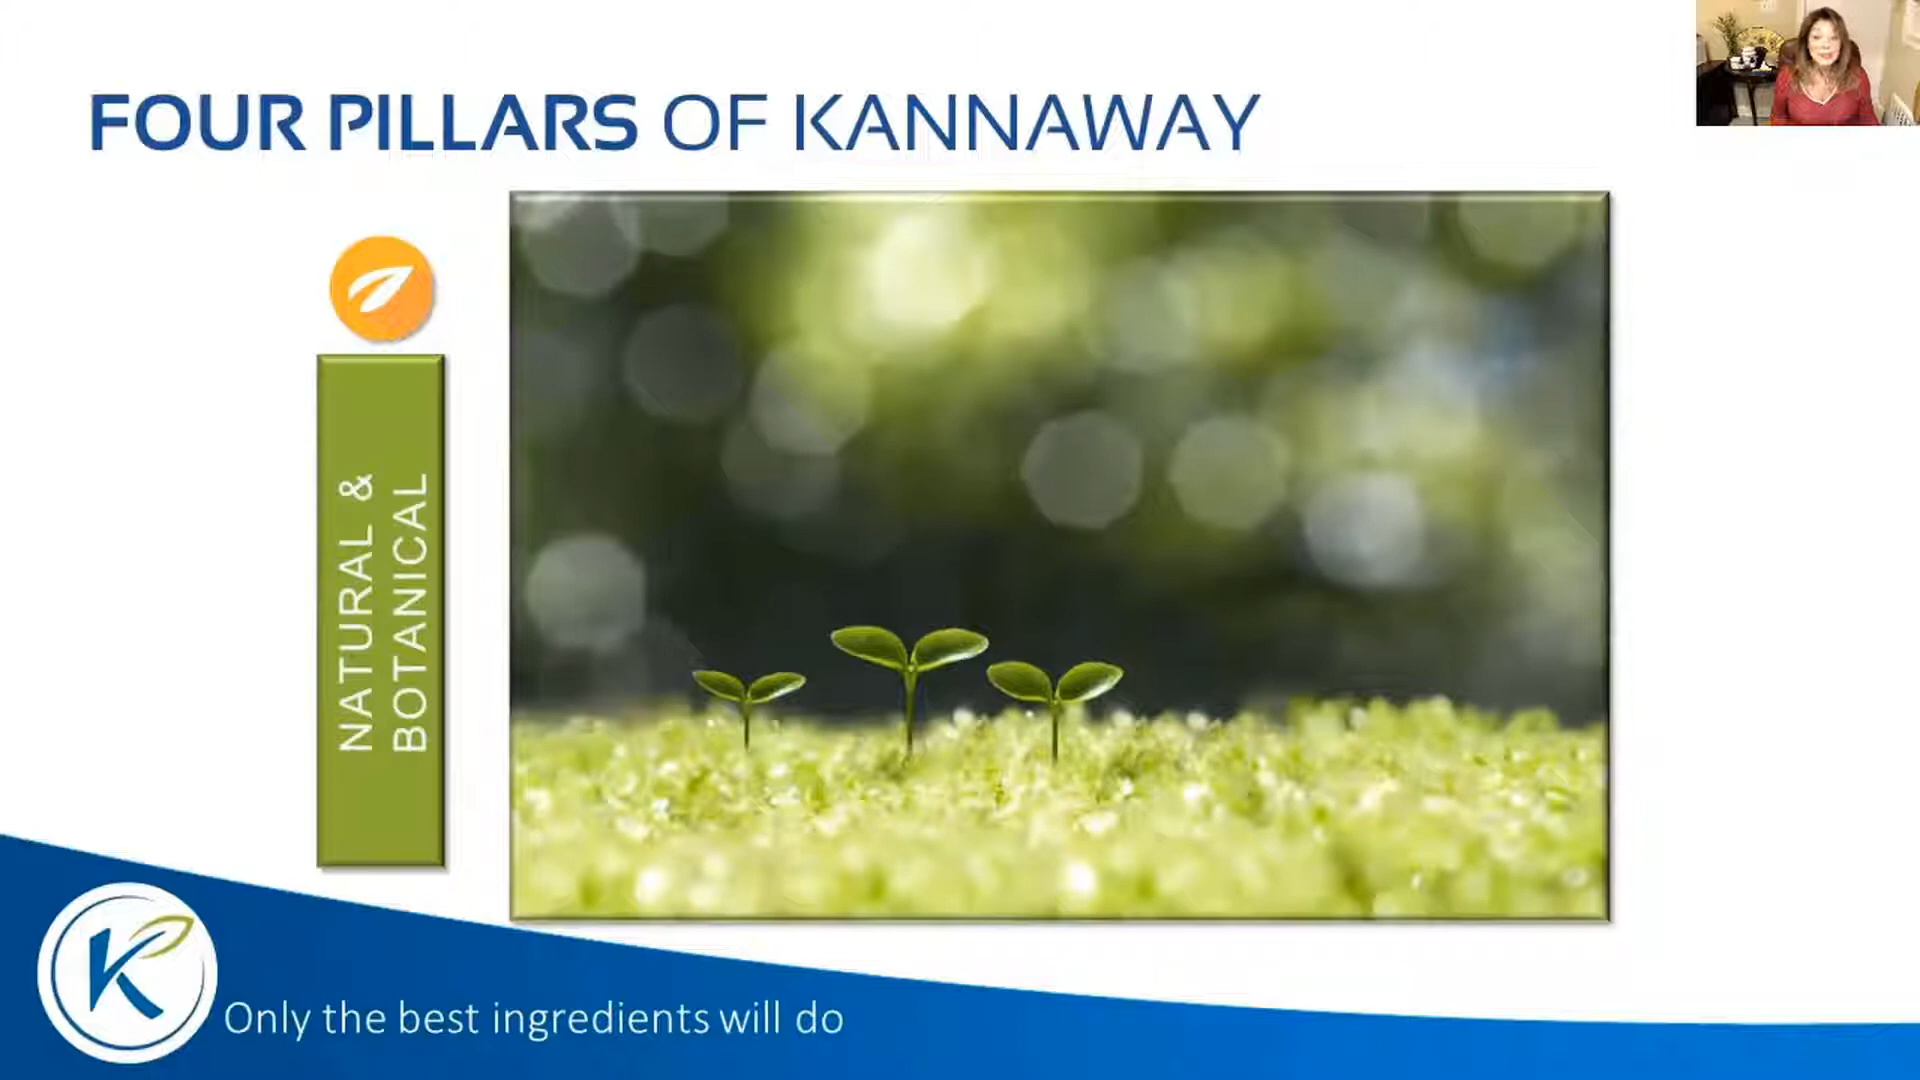 FOUR PILLARS OF KANNAWAY
NATURAL &
BOTANICAL
K
Only the best ingredients will do